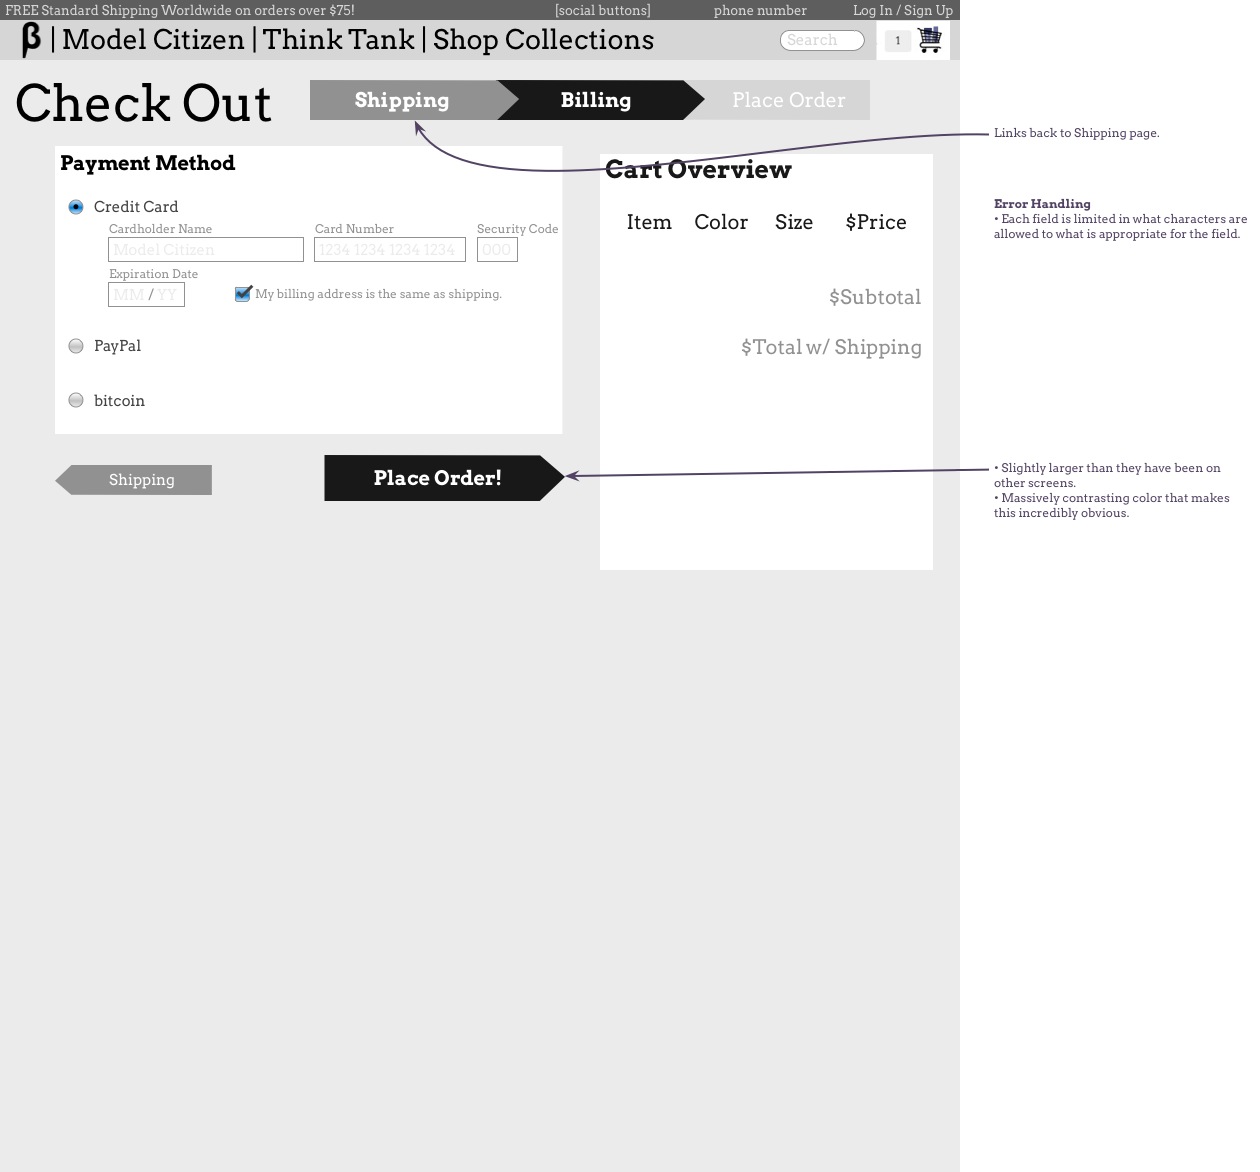 FREE Standard Shipping Worldwide on orders over $75! [social buttons] phone number Log In / Sign Up
β | Model Citizen | Think Tank | Shop Collections Search 1
Check Out Shipping Billing Place Order
Links back to Shipping page.
Payment Method
Cart Overview
Credit Card
Cardholder Name Card Number Security Code
Model Citizen 1234 1234 1234 1234 000
Expiration Date
MM / YY My billing address is the same as shipping.
PayPal
bitcoin
Item Color Size $Price
$Subtotal
$Total w/ Shipping
Error Handling
• Each field is limited in what characters are
allowed to what is appropriate for the field.
Shipping Place Order!
• Slightly larger than they have been on
other screens.
• Massively contrasting color that makes
this incredibly obvious.